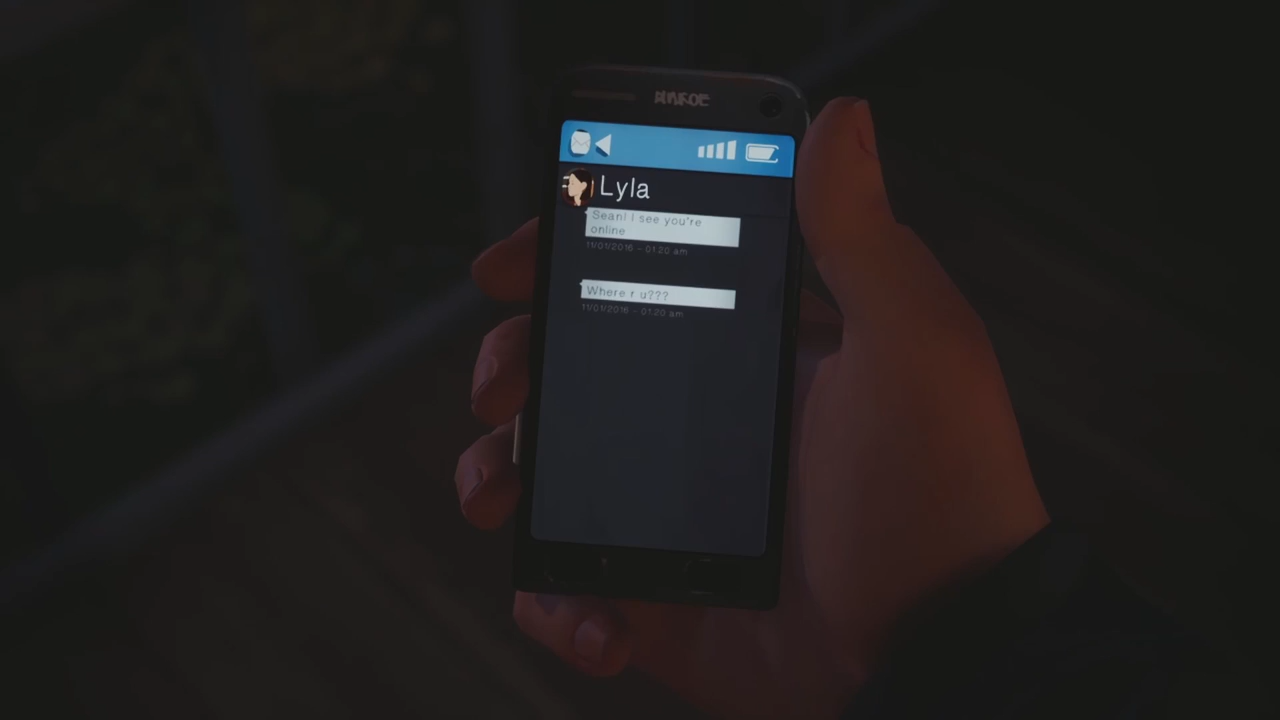 Lyla
Sean! I see you're
online
11/01/2016 - 01:20 am
Where r u???
11/01/2016 - 01:20 am